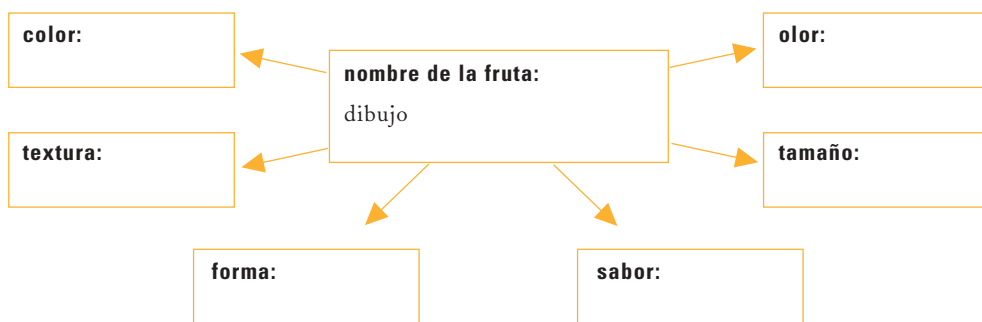 color:
nombre de la fruta:
dibujo
olor:
textura:
tamaño:
forma:
sabor: